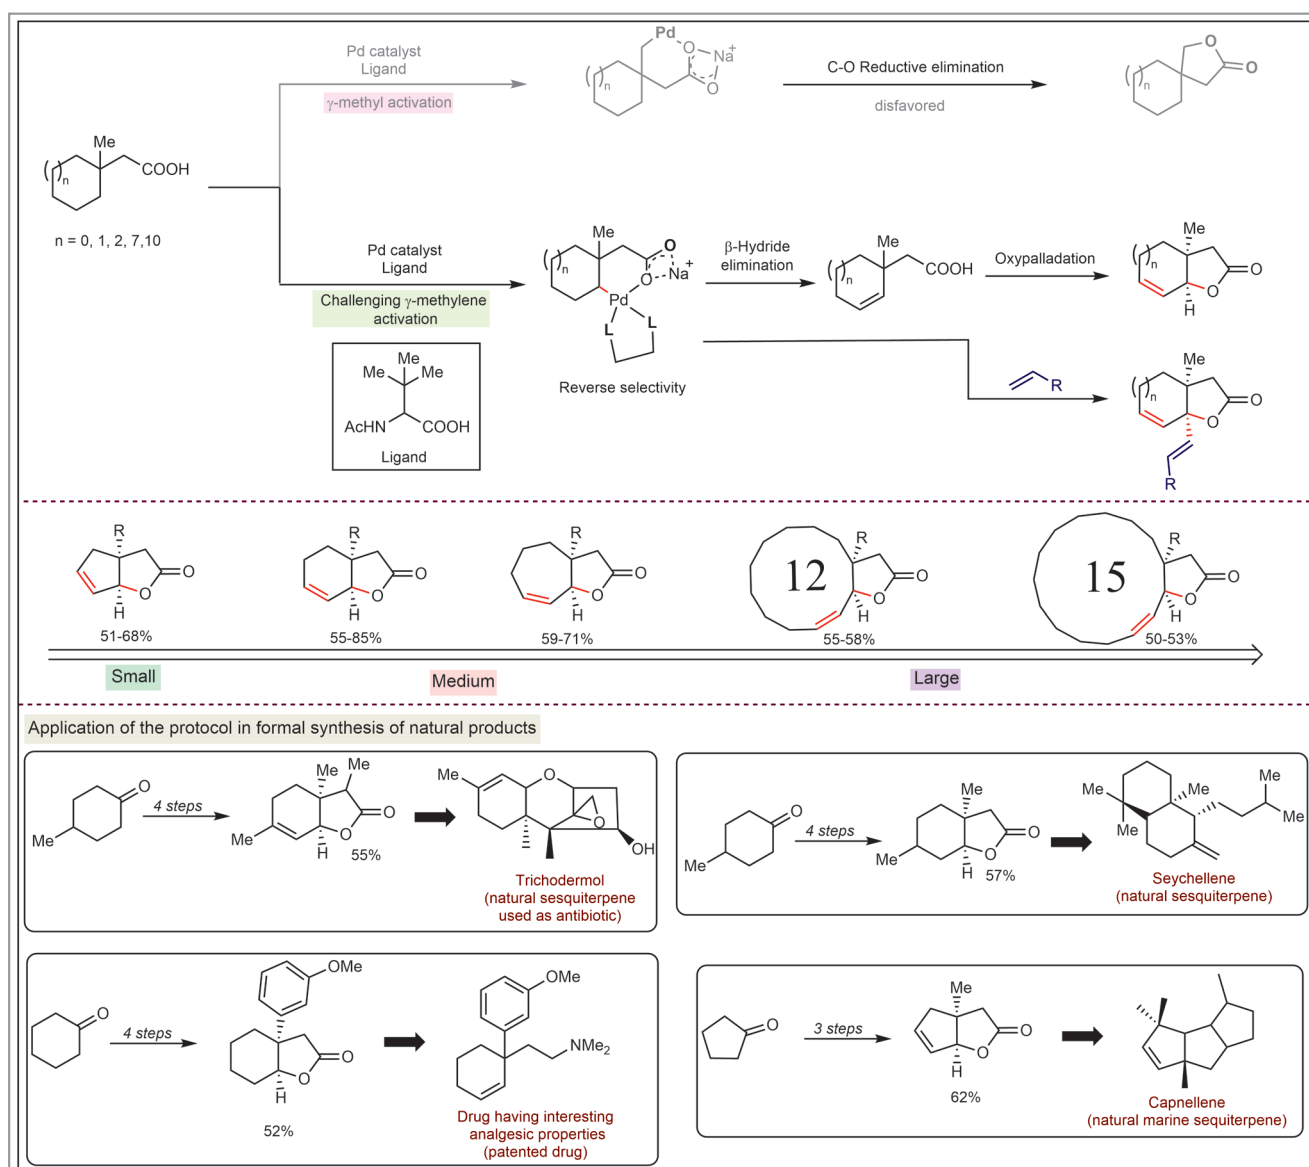 Pd catalyst
Ligand
γ-methyl activation
Pd
O
Na+
O
( )n
C-O Reductive elimination
disfavored
O
O
( )n
Me
COOH
( )n
n = 0, 1, 2, 7,10
Pd catalyst
Ligand
Challenging γ-methylene
activation
Me
O
O
Na+
( )n
Pd
L
L
Reverse selectivity
β-Hydride
elimination
Me
COOH
( )n
Oxypalladation
Me
( )n
O
O
H
R
Me
( )n
O
O
R
Me
Me
Me
AcHN
COOH
Ligand
R
O
O
H
51-68%
R
O
O
H
55-85%
R
O
O
H
59-71%
12
R
O
O
H
55-58%
15
R
O
O
H
50-53%
Small
Medium
Large
Application of the protocol in formal synthesis of natural products
O
Me
4 steps
Me
Me
Me
O
O
H
55%
Me
O
O
OH
Trichodermol
(natural sesquiterpene
used as antibiotic)
O
Me
4 steps
Me
Me
O
O
H
57%
Me
Me
Me
Me
Me
Seychellene
(natural sesquiterpene)
O
4 steps
OMe
O
O
H
52%
OMe
NMe2
Drug having interesting
analgesic properties
(patented drug)
O
3 steps
Me
O
O
H
62%
Capnellene
(natural marine sequiterpene)